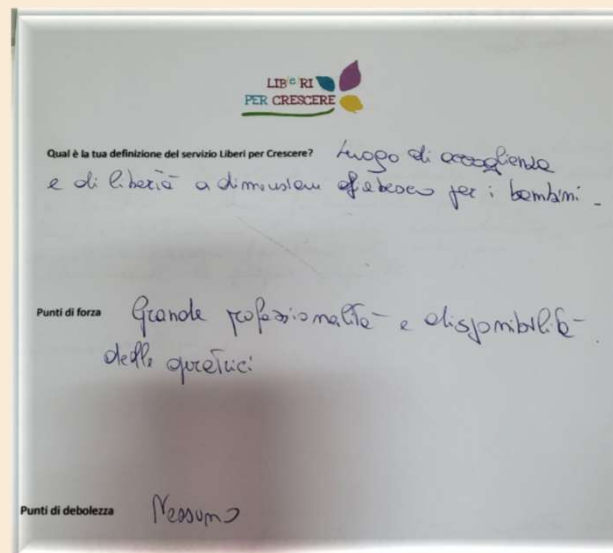 LIBERI
PER CRESCERE
Qual è la tua definizione del servizio Liberi per Crescere? Luogo di accoglienza
e di libertà a dimensione per i bambini.
Punti di forza Grande professionalità e disponibilità
delle operatrici
Punti di debolezza Nessuno